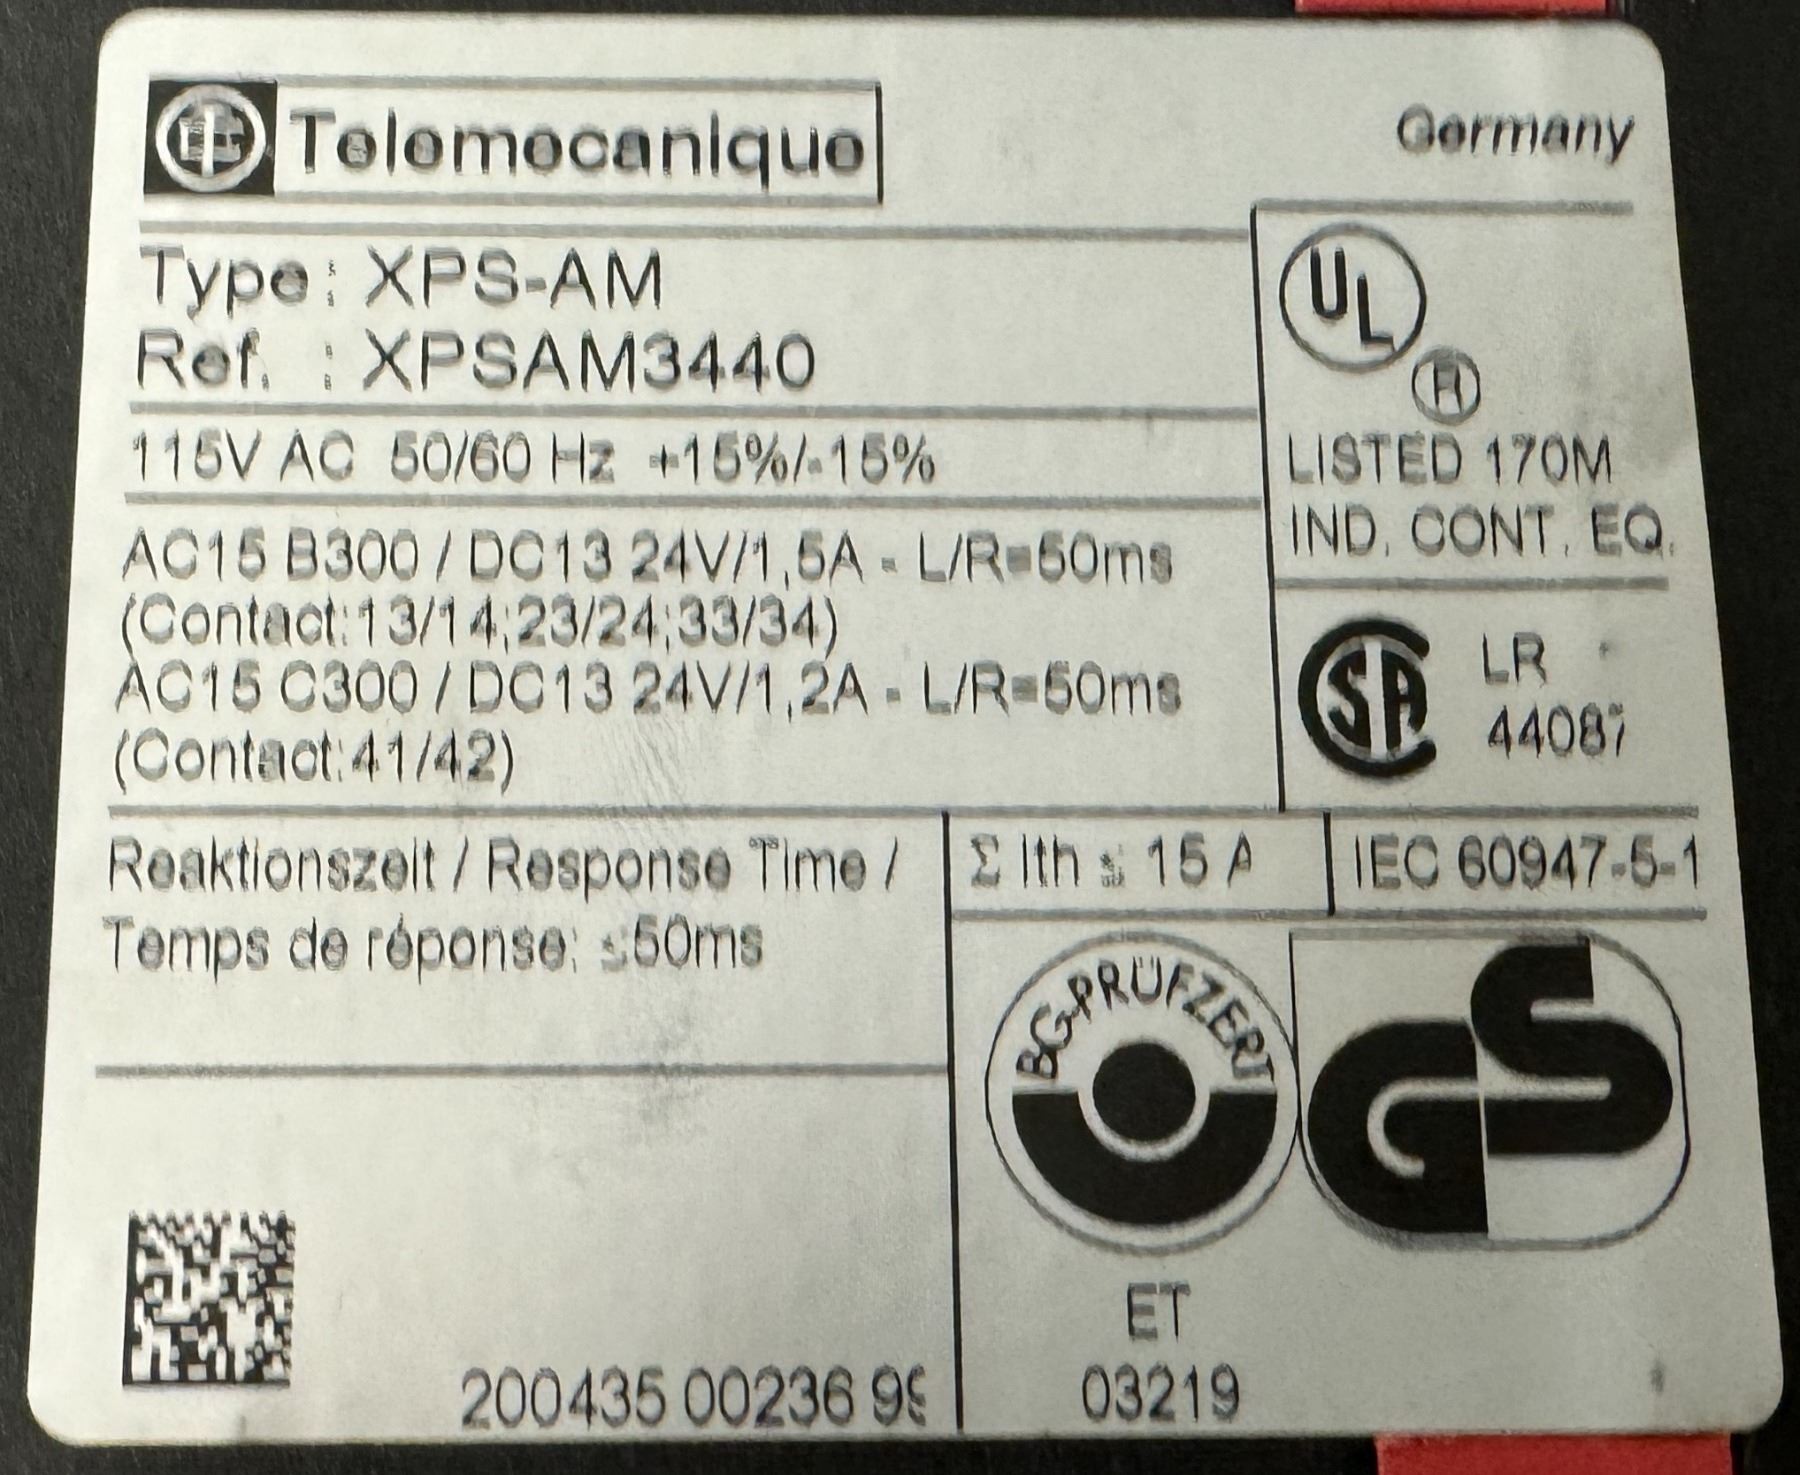 Telemecanique
Germany
Type : XPS-AM
Ref. : XPSAM3440
115V AC 50/60 Hz +15%/-15%
AC15 B300 / DC13 24V/1,5A - L/R=50ms
(Contact:13/14;23/24;33/34)
AC15 C300 / DC13 24V/1,2A - L/R=50ms
(Contact:41/42)
UL
®
LISTED 170M
IND. CONT. EQ.
SA
LR
44087
Reaktionszeit / Response Time /
Temps de réponse: ≤50ms
Σ Ith ≤ 15 A
IEC 60947-5-1
BG-PRÜFZERT
GS
ET
03219
200435 00236